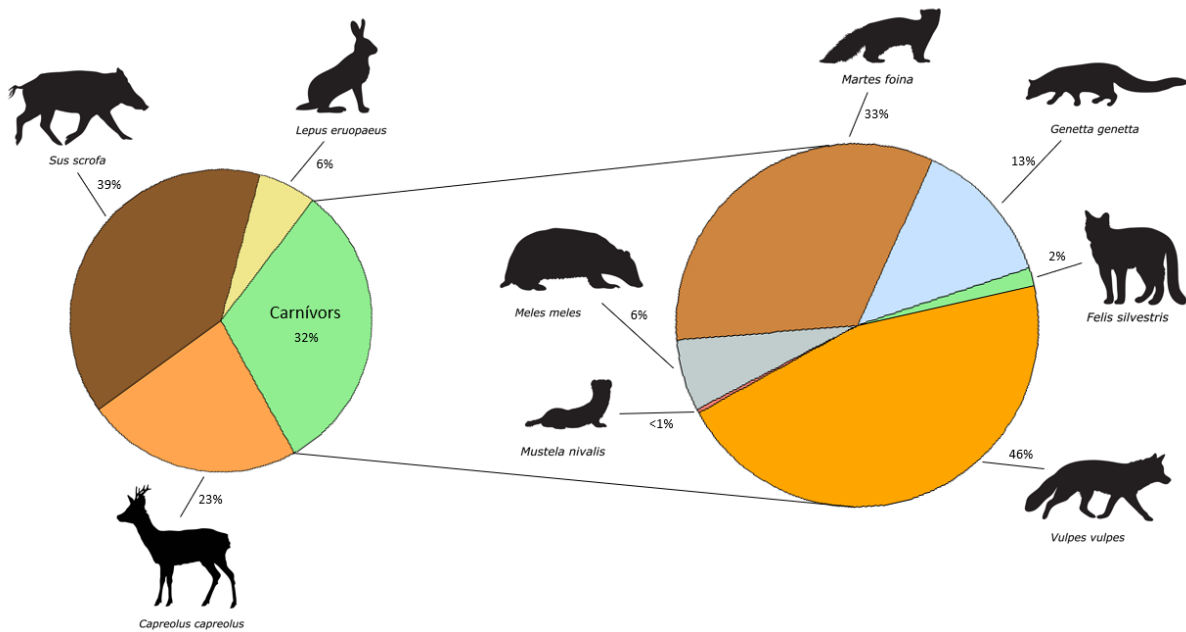 Sus scrofa
39%
Lepus eruopaeus
6%
Carnívors
32%
23%
Capreolus capreolus
Martes foina
33%
Genetta genetta
13%
2%
Felis silvestris
Meles meles
6%
Mustela nivalis
<1%
46%
Vulpes vulpes